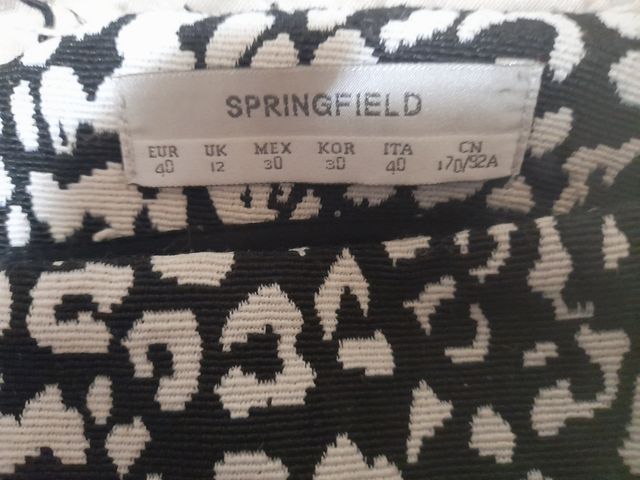 SPRINGFIELD
EUR UK MEX KOR ITA CN
40 12 30 30 40 170/92A